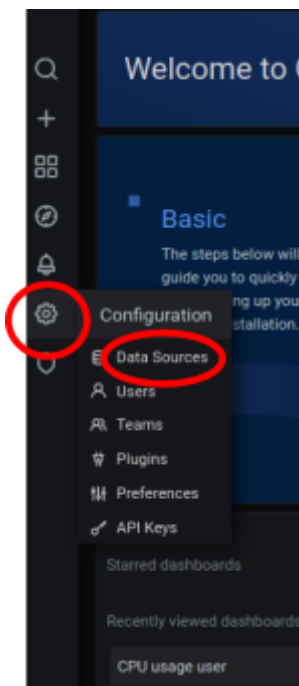 Welcome to
Basic
The steps below will
guide you to quickly
ng up you
stallation.
Configuration
Data Sources
Users
Teams
Plugins
Preferences
API Keys
Starred dashboards
Recently viewed dashboards
CPU usage user